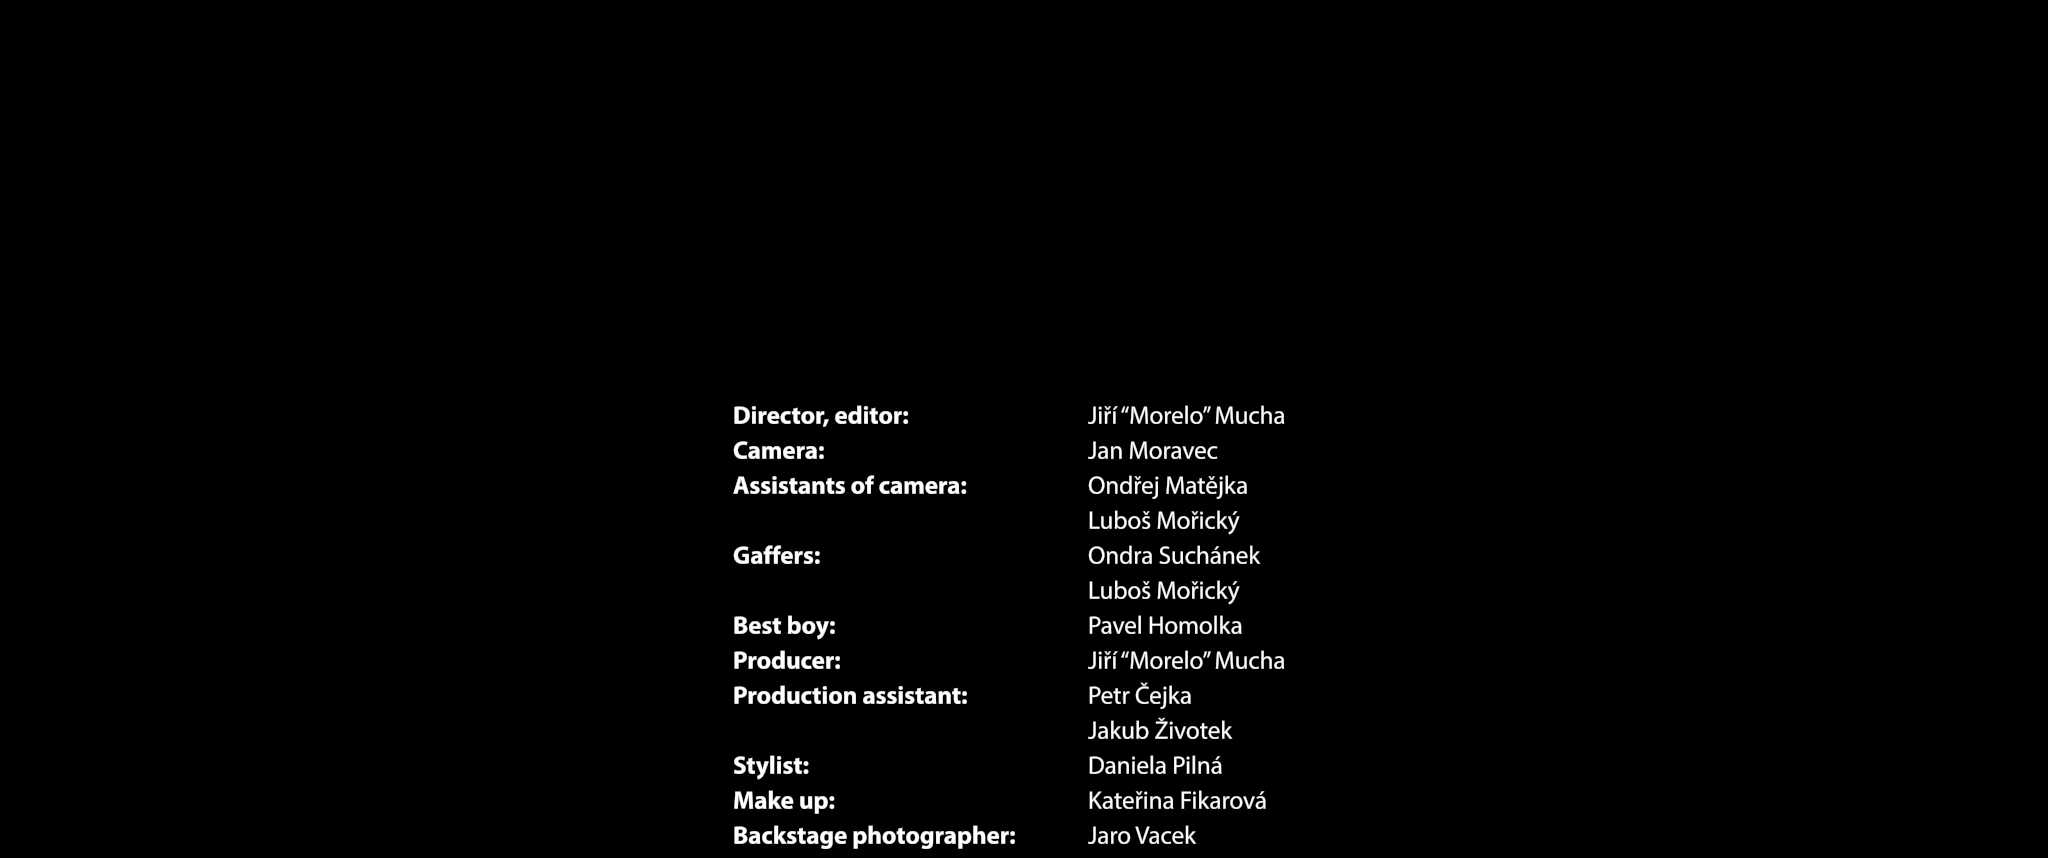 Director, editor: Jiří “Morelo” Mucha
Camera: Jan Moravec
Assistants of camera: Ondřej Matějka
Luboš Mořický
Gaffers: Ondra Suchánek
Luboš Mořický
Best boy: Pavel Homolka
Producer: Jiří “Morelo” Mucha
Production assistant: Petr Čejka
Jakub Životek
Stylist: Daniela Pilná
Make up: Kateřina Fikarová
Backstage photographer: Jaro Vacek